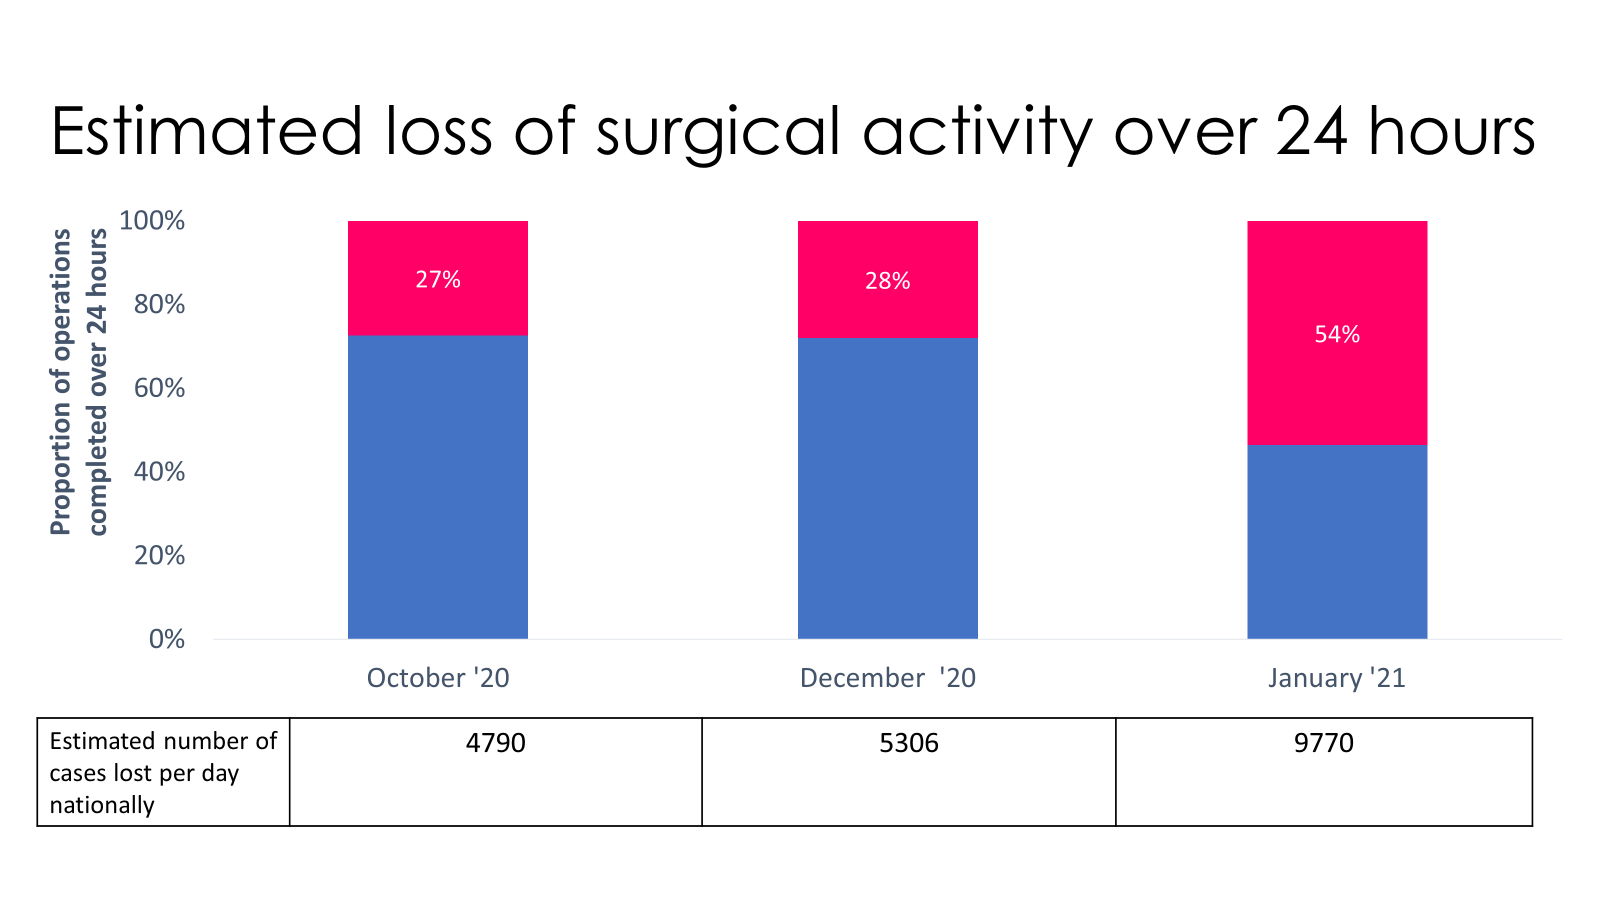 Estimated loss of surgical activity over 24 hours
Proportion of operations
completed over 24 hours
100%
80%
60%
40%
20%
0%
27%
28%
54%
October '20
December  '20
January '21
Estimated number of
cases lost per day
nationally
4790
5306
9770